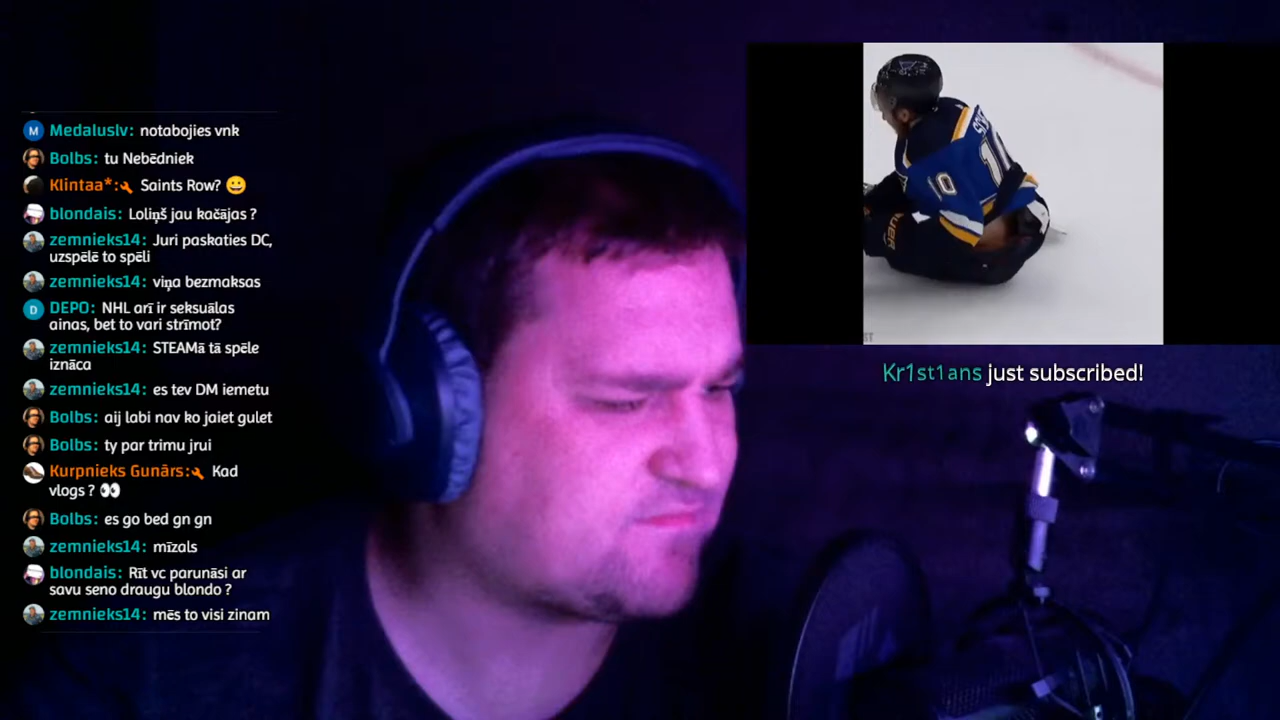 Medaluslv: notabojies vnk
Bolbs: tu Nebēdniek
Klintaa*: Saints Row? 😀
blondais: Loliņš jau kačājas ?
zemnieks14: Juri paskaties DC,
uzspēlē to spēli
zemnieks14: viņa bezmaksas
DEPO: NHL arī ir seksuālas
ainas, bet to vari strīmot?
zemnieks14: STEAMā tā spēle
iznāca
zemnieks14: es tev DM iemetu
Bolbs: aij labi nav ko jaiet gulet
Bolbs: ty par trimu jrui
Kurpnieks Gunārs: Kad
vlogs ? 👀
Bolbs: es go bed gn gn
zemnieks14: mīzals
blondais: Rīt vc parunāsi ar
savu seno draugu blondo ?
zemnieks14: mēs to visi zinam
M
D
10
10
Kr1st1ans just subscribed!